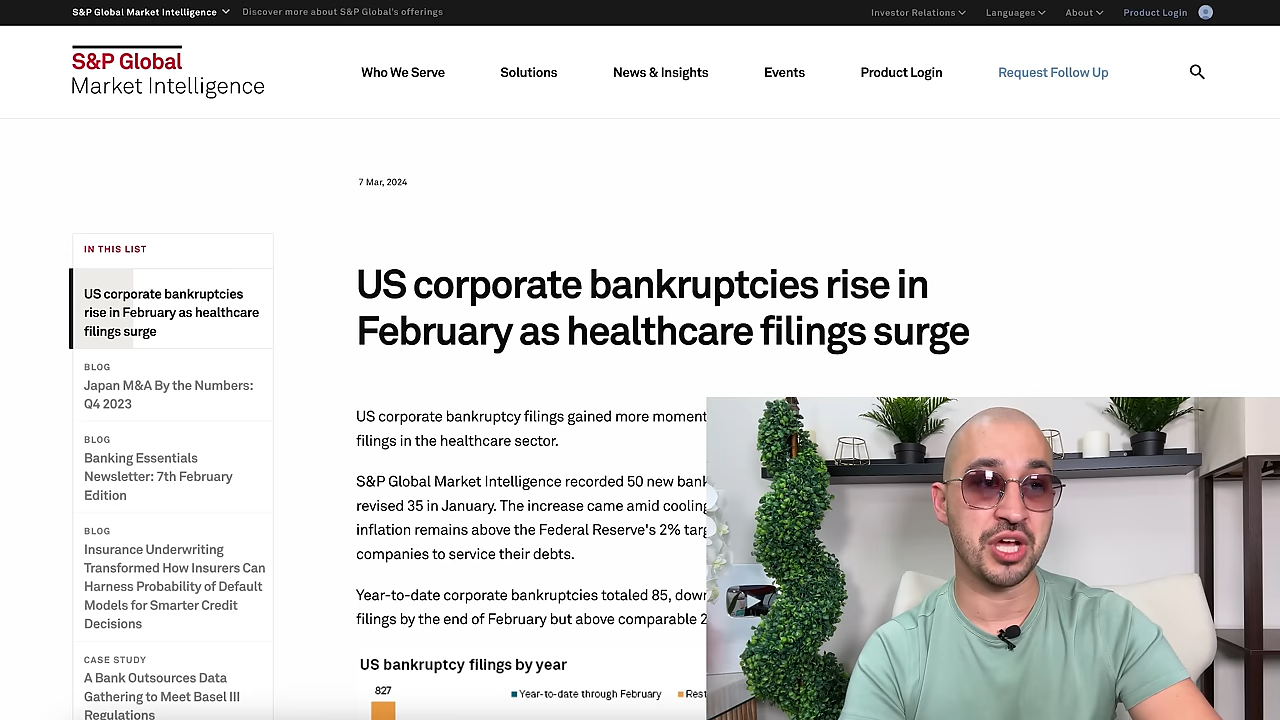 S&P Global Market Intelligence
Discover more about S&P Global's offerings
Investor Relations
Languages
About
Product Login
S&P Global
Market Intelligence
Who We Serve
Solutions
News & Insights
Events
Product Login
Request Follow Up
7 Mar, 2024
IN THIS LIST
US corporate bankruptcies
rise in February as healthcare
filings surge
BLOG
Japan M&A By the Numbers:
Q4 2023
BLOG
Banking Essentials
Newsletter: 7th February
Edition
BLOG
Insurance Underwriting
Transformed How Insurers Can
Harness Probability of Default
Models for Smarter Credit
Decisions
CASE STUDY
A Bank Outsources Data
Gathering to Meet Basel III
Regulations
US corporate bankruptcies rise in
February as healthcare filings surge
US corporate bankruptcy filings gained more
filings in the healthcare sector.
S&P Global Market Intelligence recorded 50 new
revised 35 in January. The increase came amid
inflation remains above the Federal Reserve's 2%
companies to service their debts.
Year-to-date corporate bankruptcies totaled 85,
filings by the end of February but above comparable
US bankruptcy filings by year
827
Year-to-date through February